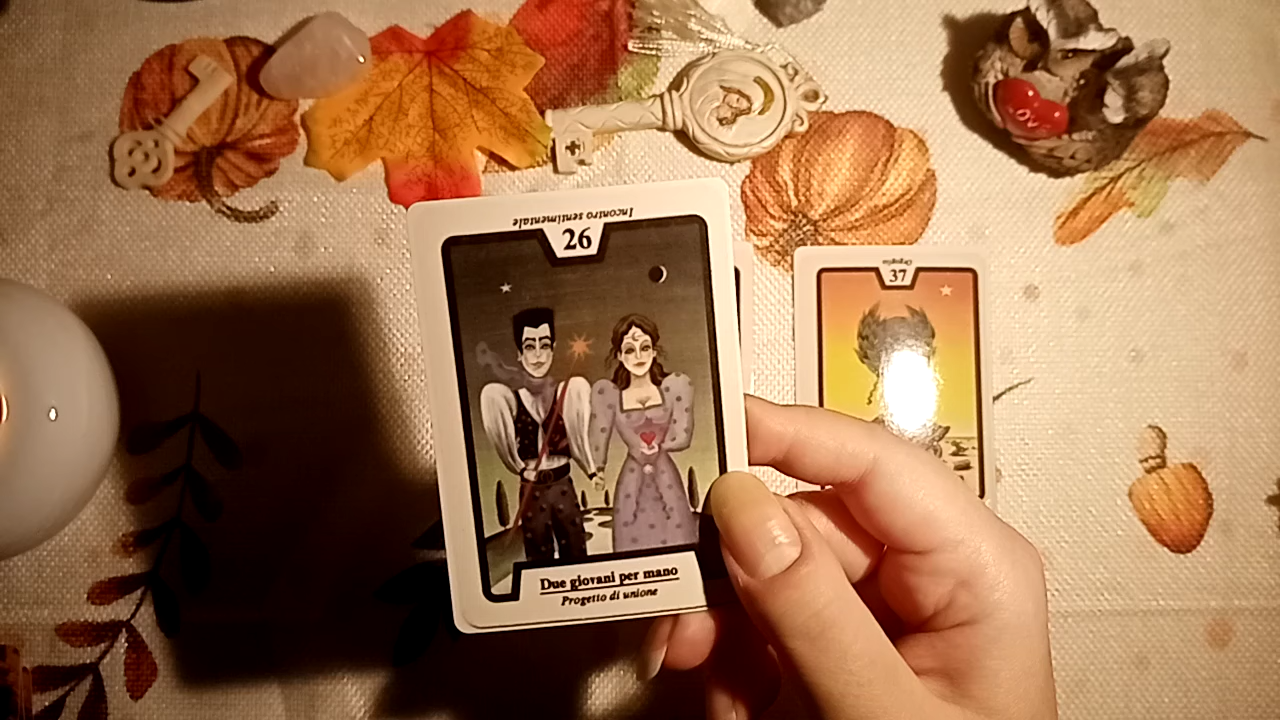 Incontro sentimentale
26
Due giovani per mano
Progetto di unione
Orgoglio
37